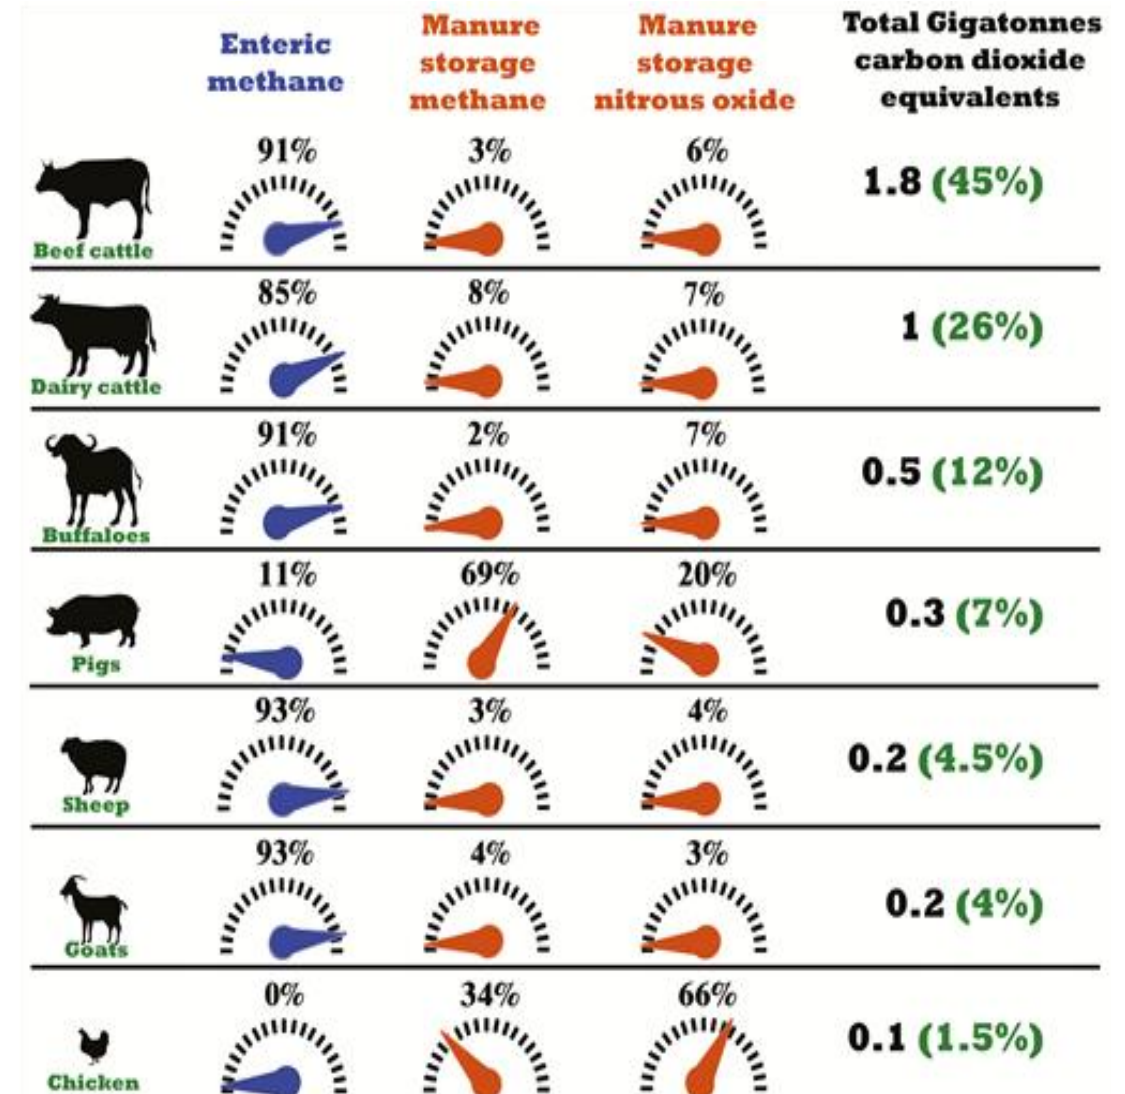 Enteric
methane
Manure
storage
methane
Manure
storage
nitrous oxide
Total Gigatonnes
carbon dioxide
equivalents
91% 3% 6%
1.8 (45%)
Beef cattle
85% 8% 7%
1 (26%)
Dairy cattle
91% 2% 7%
0.5 (12%)
Buffaloes
11% 69% 20%
0.3 (7%)
Pigs
93% 3% 4%
0.2 (4.5%)
Sheep
93% 4% 3%
0.2 (4%)
Goats
0% 34% 66%
0.1 (1.5%)
Chicken